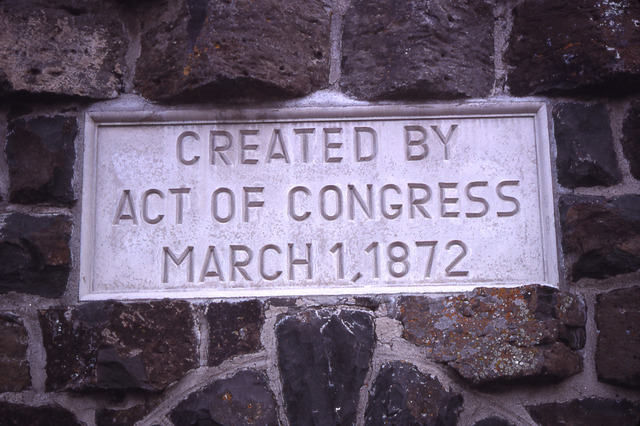 CREATED BY
ACT OF CONGRESS
MARCH 1, 1872